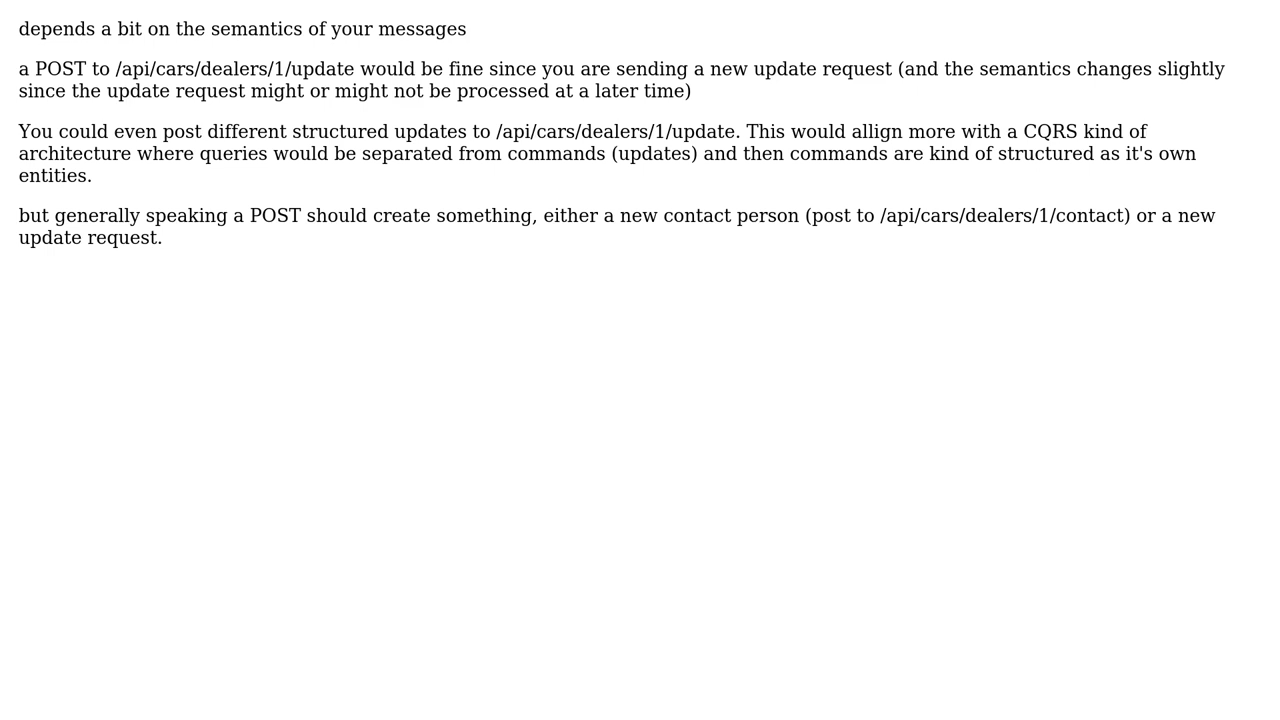 depends a bit on the semantics of your messages
a POST to /api/cars/dealers/1/update would be fine since you are sending a new update request (and the semantics changes slightly
since the update request might or might not be processed at a later time)
You could even post different structured updates to /api/cars/dealers/1/update. This would allign more with a CQRS kind of
architecture where queries would be separated from commands (updates) and then commands are kind of structured as it's own
entities.
but generally speaking a POST should create something, either a new contact person (post to /api/cars/dealers/1/contact) or a new
update request.